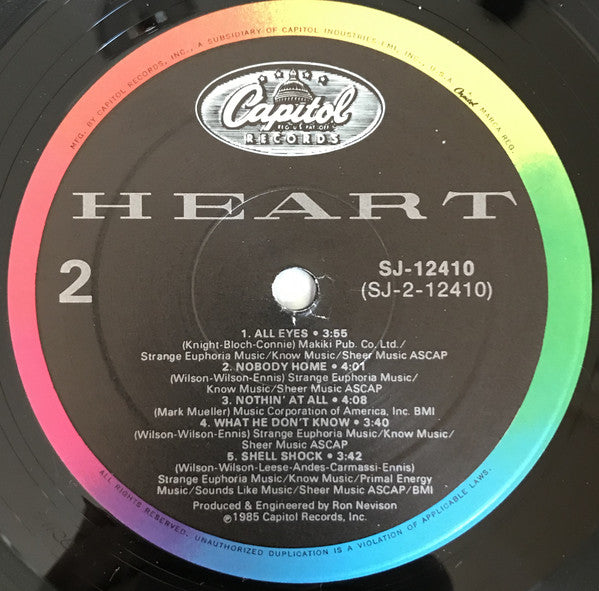 MFG. BY CAPITOL RECORDS, INC., A SUBSIDIARY OF CAPITOL INDUSTRIES-EMI, INC., U.S.A. Capitol MARCA REG.
Capitol
REG. U.S. PAT. OFF.
RECORDS
HEART
2
SJ-12410
(SJ-2-12410)
1. ALL EYES • 3:55
(Knight-Bloch-Connie) Makiki Pub. Co, Ltd./
Strange Euphoria Music/Know Music/Sheer Music ASCAP
2. NOBODY HOME • 4:01
(Wilson-Wilson-Ennis) Strange Euphoria Music/
Know Music/Sheer Music ASCAP
3. NOTHIN' AT ALL • 4:08
(Mark Mueller) Music Corporation of America, Inc. BMI
4. WHAT HE DON'T KNOW • 3:40
(Wilson-Wilson-Ennis) Strange Euphoria Music/Know Music/
Sheer Music ASCAP
5. SHELL SHOCK • 3:42
(Wilson-Wilson-Leese-Andes-Carmassi-Ennis)
Strange Euphoria Music/Know Music/Primal Energy
Music/Sounds Like Music/Sheer Music ASCAP/BMI
Produced & Engineered by Ron Nevison
℗1985 Capitol Records, Inc.
ALL RIGHTS RESERVED. UNAUTHORIZED DUPLICATION IS A VIOLATION OF APPLICABLE LAWS.